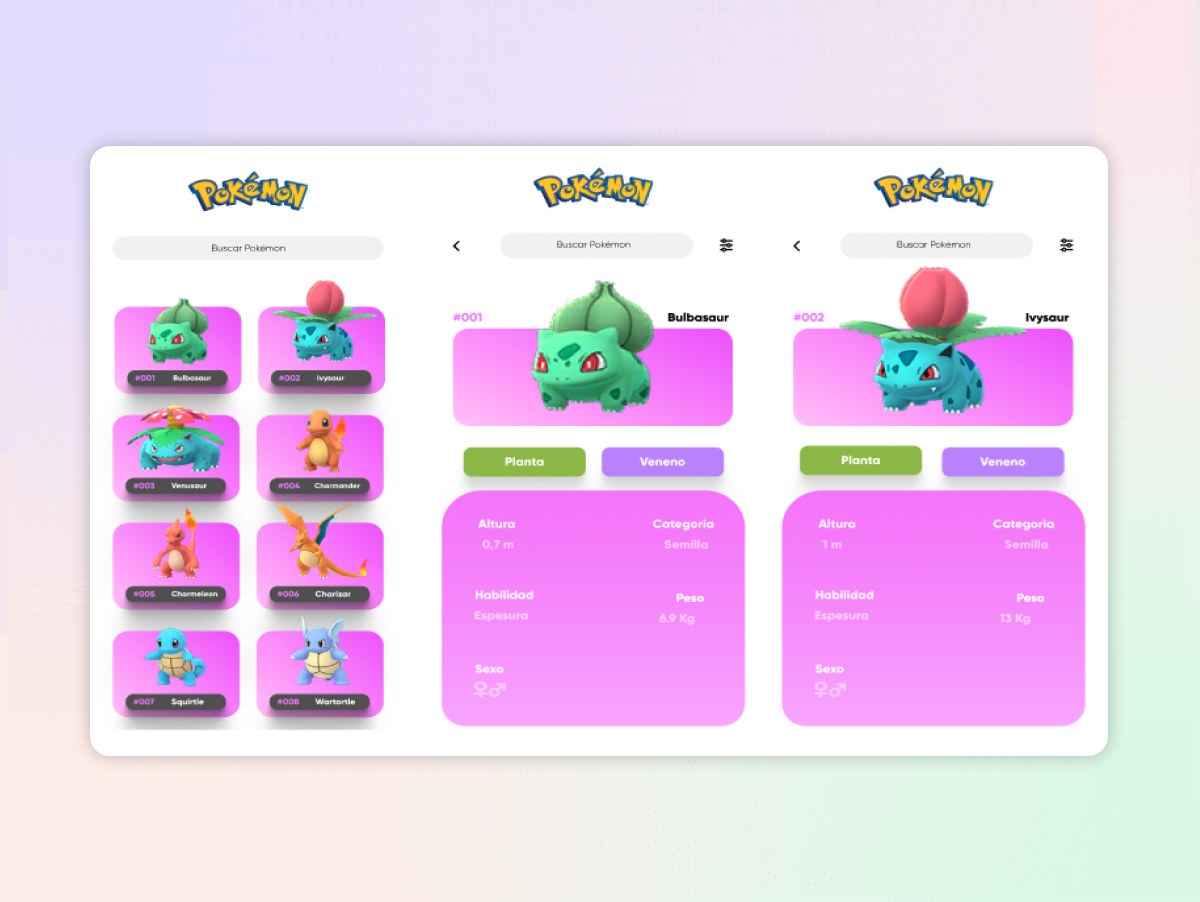 POKéMON
Buscar Pokémon
#001 Bulbasaur
#002 Ivysaur
#003 Venusaur
#004 Charmander
#005 Charmeleon
#006 Charizar
#007 Squirtle
#008 Wartortle
POKéMON
Buscar Pokémon
#001 Bulbasaur
Planta Veneno
Altura Categoria
0,7 m Semilla
Habilidad Peso
Espesura 6.9 Kg
Sexo
♀♂
POKéMON
Buscar Pokémon
#002 Ivysaur
Planta Veneno
Altura Categoria
1 m Semilla
Habilidad Peso
Espesura 13 Kg
Sexo
♀♂